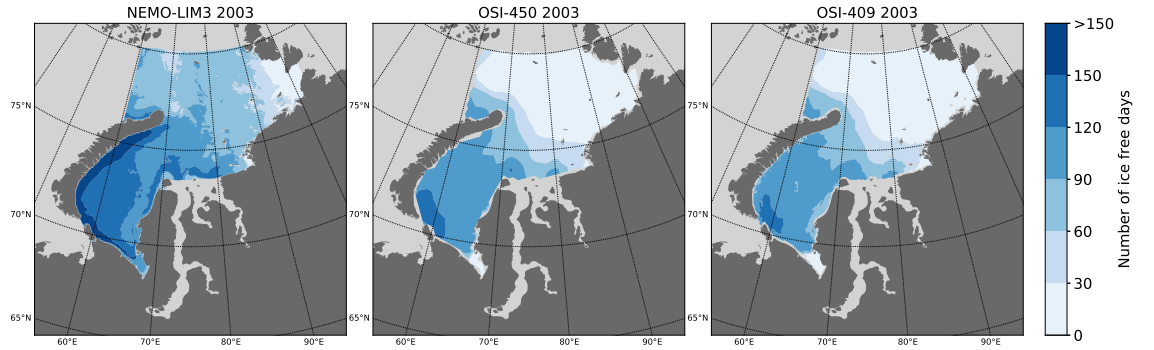 NEMO-LIM3 2003
OSI-450 2003
OSI-409 2003
75°N
70°N
65°N
60°E
70°E
80°E
90°E
75°N
70°N
65°N
60°E
70°E
80°E
90°E
75°N
70°N
65°N
60°E
70°E
80°E
90°E
>150
150
120
90
60
30
0
Number of ice free days